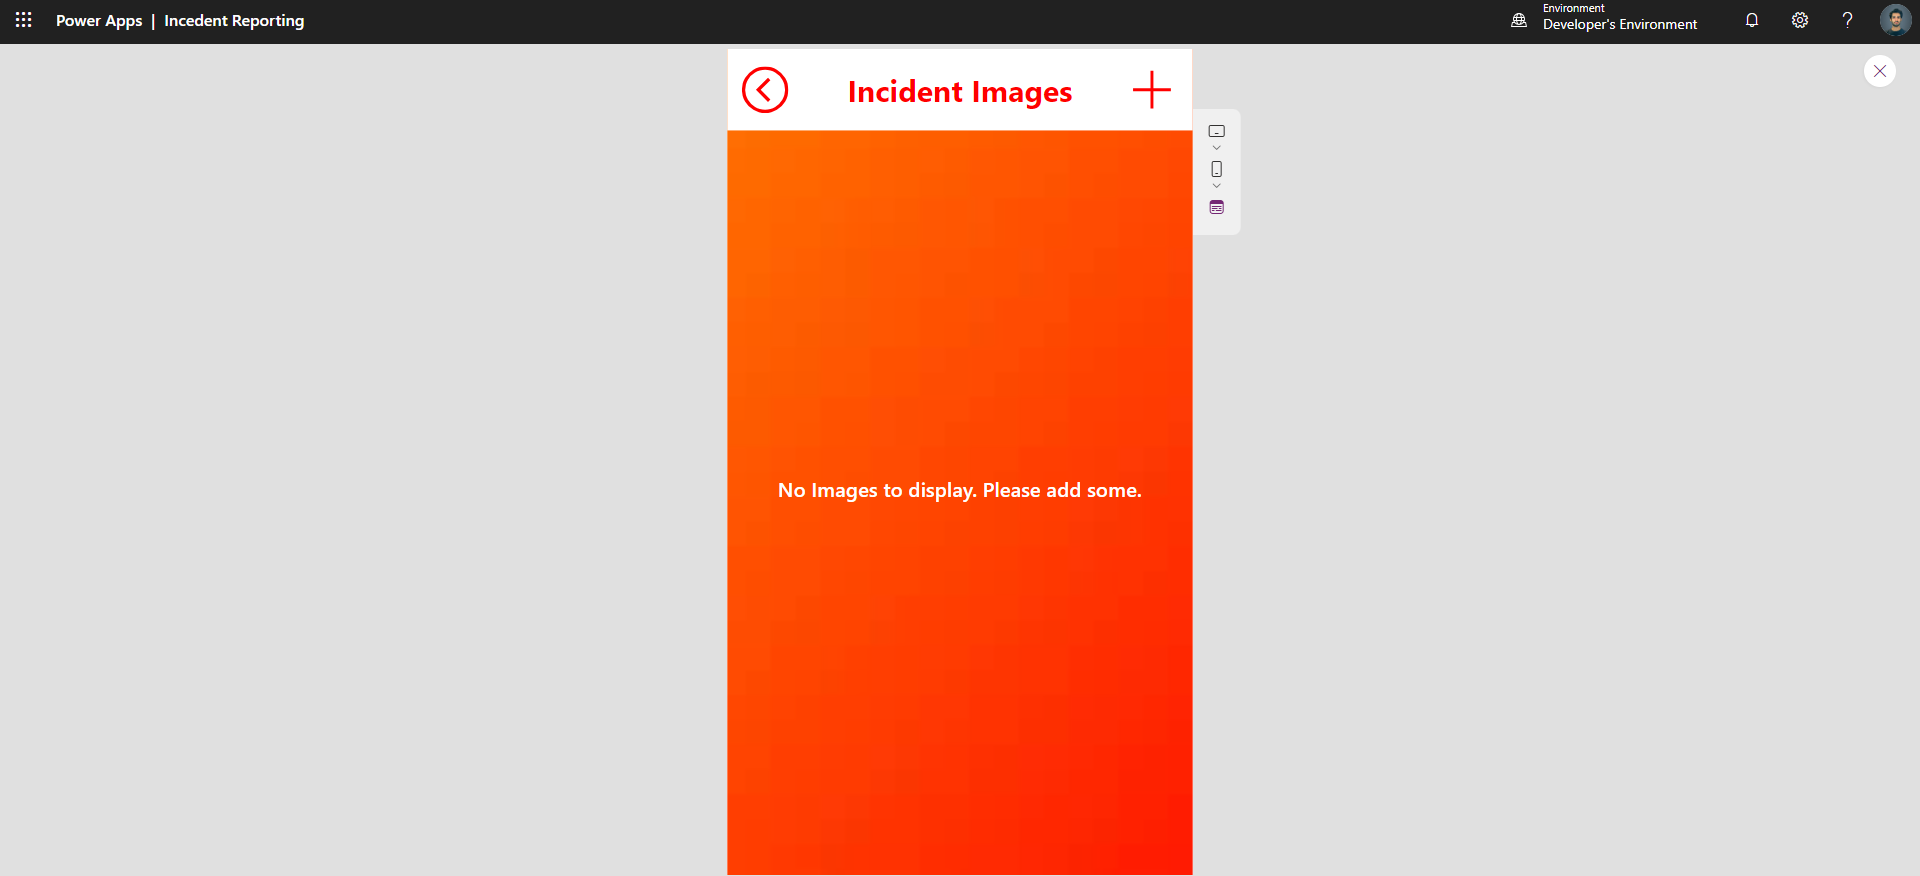 Power Apps | Incedent Reporting
Environment
Developer's Environment
Incident Images
No Images to display. Please add some.